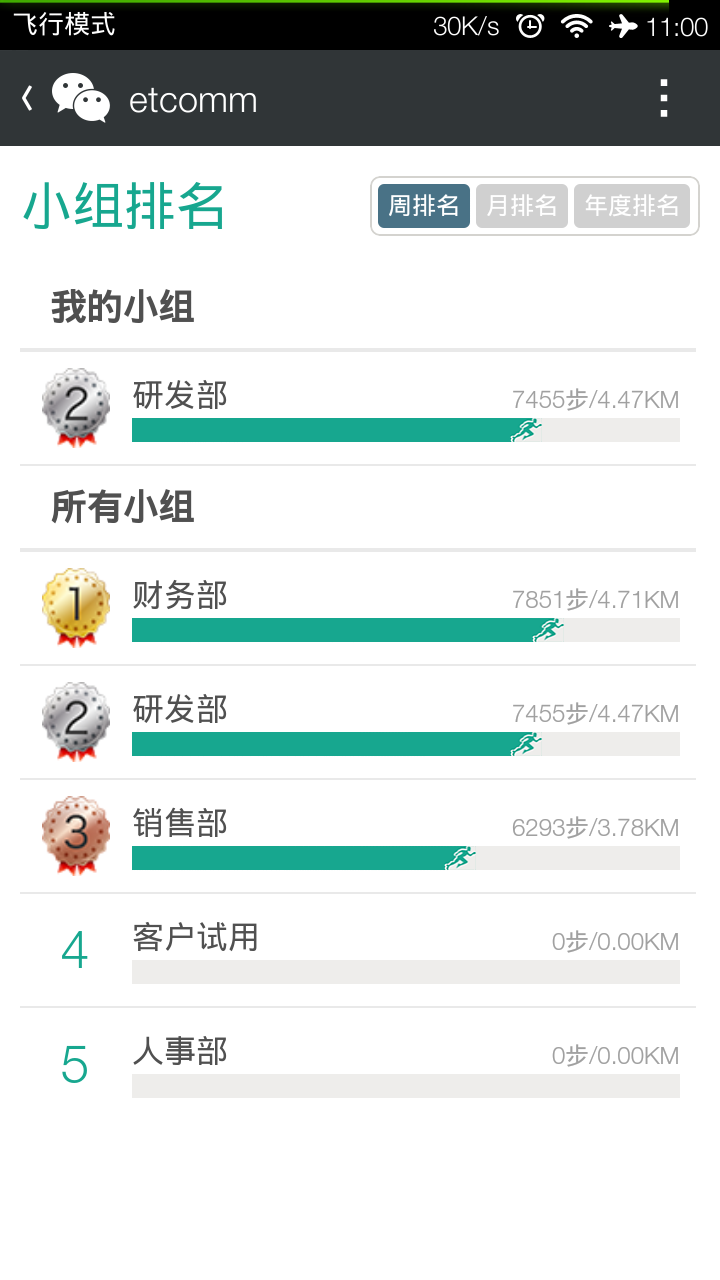 飞行模式 30K/s 11:00
etcomm
小组排名 周排名 月排名 年度排名
我的小组
2 研发部 7455步/4.47KM
所有小组
1 财务部 7851步/4.71KM
2 研发部 7455步/4.47KM
3 销售部 6293步/3.78KM
4 客户试用 0步/0.00KM
5 人事部 0步/0.00KM